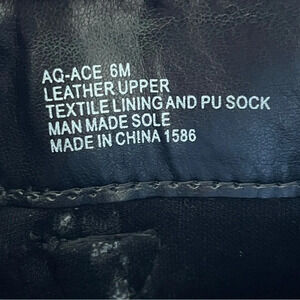 AQ-ACE 6M
LEATHER UPPER
TEXTILE LINING AND PU SOCK
MAN MADE SOLE
MADE IN CHINA 1586